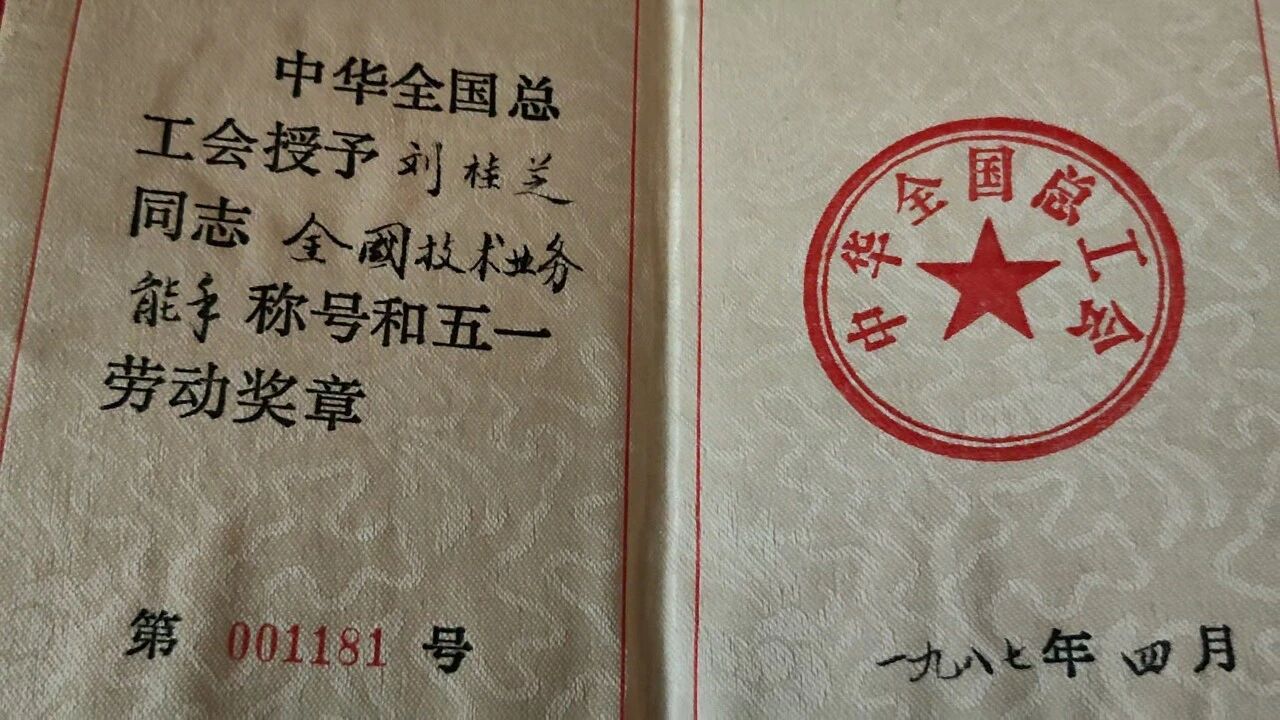 中华全国总
工会授予刘桂芝
同志全國技术业务
能手称号和五一
劳动奖章
第 001181 号
中华全国总工会
一九八七年四月